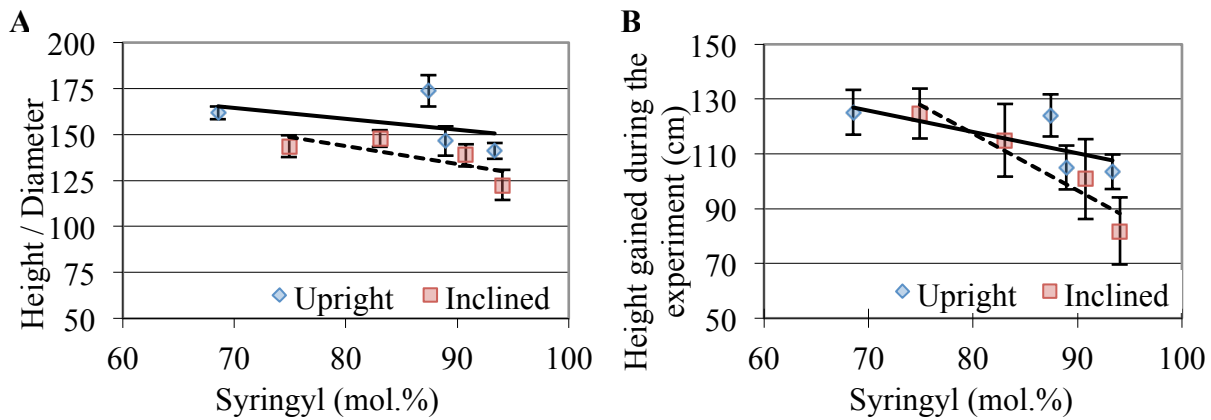 A
Height / Diameter
200
175
150
125
100
75
50
60 70 80 90 100
Syringyl (mol.%)
Upright Inclined
B
Height gained during the
experiment (cm)
150
130
110
90
70
50
60 70 80 90 100
Syringyl (mol.%)
Upright Inclined